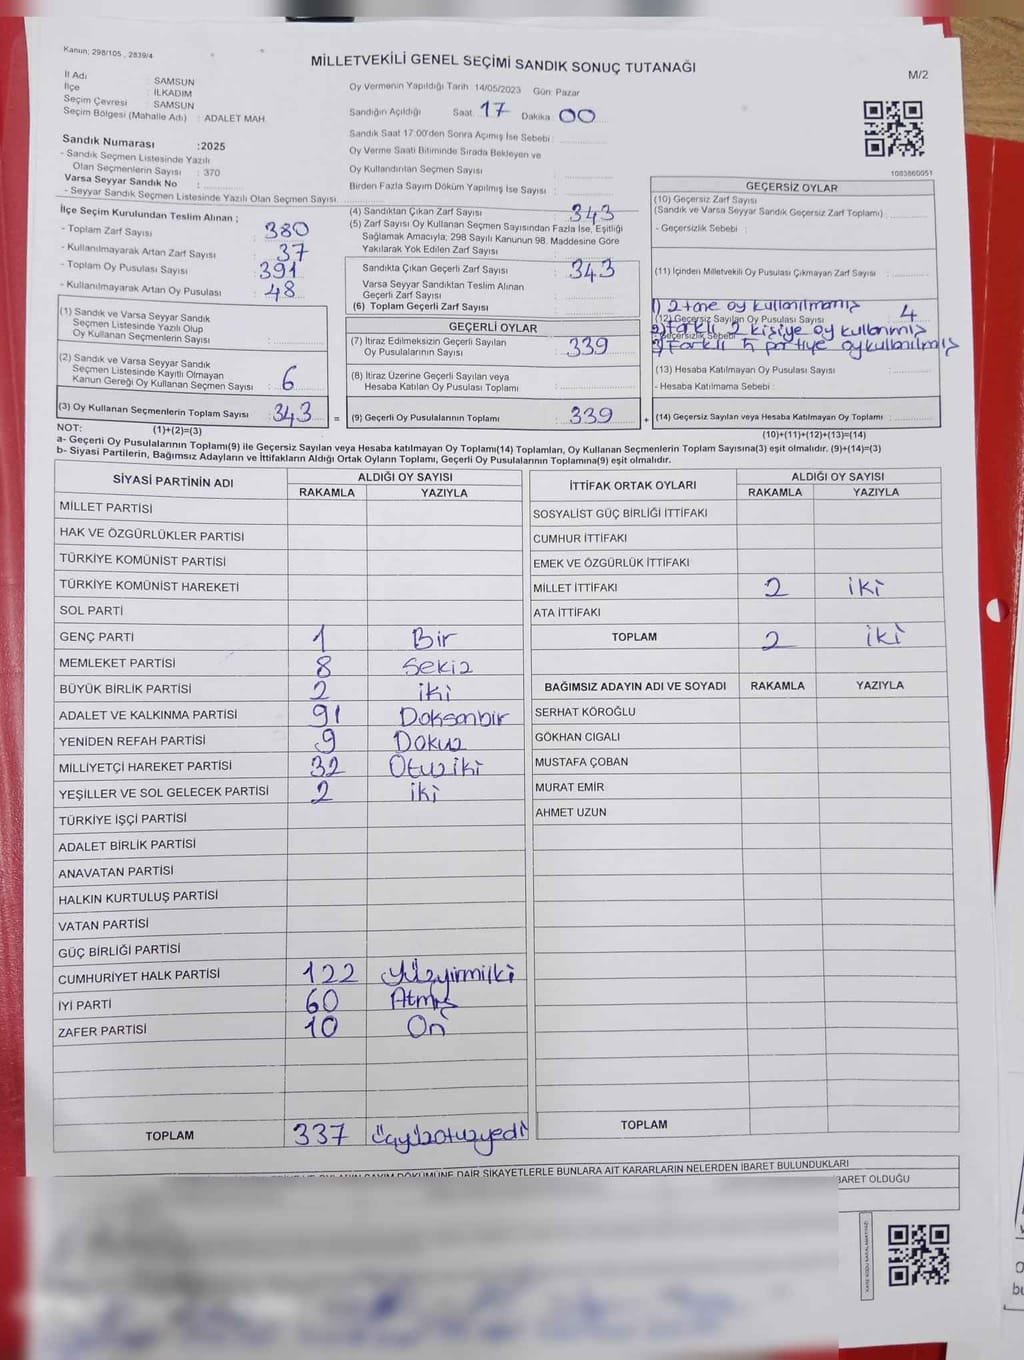 Kanun; 298/105 , 2839/4
MİLLETVEKİLİ GENEL SEÇİMİ SANDIK SONUÇ TUTANAĞI
M/2
İl Adı : SAMSUN
İlçe : İLKADIM
Seçim Çevresi : SAMSUN
Seçim Bölgesi (Mahalle Adı) : ADALET MAH.
Oy Vermenin Yapıldığı Tarih 14/05/2023 Gün: Pazar
Sandığın Açıldığı Saat 17 Dakika 00
Sandık Saat 17:00'den Sonra Açmış İse Sebebi :
Oy Verme Saati Bitiminde Sırada Bekleyen ve
Oy Kullandırılan Seçmen Sayısı :
Birden Fazla Sayım Döküm Yapılmış İse Sayısı :
1083860051
Sandık Numarası :2025
- Sandık Seçmen Listesinde Yazılı
Olan Seçmenlerin Sayısı : 370
Varsa Seyyar Sandık No :
- Seyyar Sandık Seçmen Listesinde Yazılı Olan Seçmen Sayısı
İlçe Seçim Kurulundan Teslim Alınan ;
- Toplam Zarf Sayısı : 380
- Kullanılmayarak Artan Zarf Sayısı : 37
- Toplam Oy Pusulası Sayısı : 391
- Kullanılmayarak Artan Oy Pusulası : 48
(1) Sandık ve Varsa Seyyar Sandık
Seçmen Listesinde Yazılı Olup
Oy Kullanan Seçmenlerin Sayısı :
(2) Sandık ve Varsa Seyyar Sandık
Seçmen Listesinde Kayıtlı Olmayan
Kanun Gereği Oy Kullanan Seçmen Sayısı : 6
(3) Oy Kullanan Seçmenlerin Toplam Sayısı : 343
(4) Sandıktan Çıkan Zarf Sayısı : 343
(5) Zarf Sayısı Oy Kullanan Seçmen Sayısından Fazla İse, Eşitliği
Sağlamak Amacıyla; 298 Sayılı Kanunun 98. Maddesine Göre
Yakılarak Yok Edilen Zarf Sayısı :
Sandıkta Çıkan Geçerli Zarf Sayısı : 343
Varsa Seyyar Sandıktan Teslim Alınan
Geçerli Zarf Sayısı :
(6) Toplam Geçerli Zarf Sayısı :
GEÇERLİ OYLAR
(7) İtiraz Edilmeksizin Geçerli Sayılan
Oy Pusulalarının Sayısı : 339
(8) İtiraz Üzerine Geçerli Sayılan veya
Hesaba Katılan Oy Pusulası Toplamı :
= (9) Geçerli Oy Pusulalarının Toplamı : 339 +
GEÇERSİZ OYLAR
(10) Geçersiz Zarf Sayısı
(Sandık ve Varsa Seyyar Sandık Geçersiz Zarf Toplamı) :
- Geçersizlik Sebebi :
(11) İçinden Milletvekili Oy Pusulası Çıkmayan Zarf Sayısı :
1) 2 tane oy kullanılmamış
(12) Geçersiz Sayılan Oy Pusulası Sayısı : 4
- Geçersizlik Sebebi
2) farklı 2 kişiye oy kullanmış
3) Farklı 5 partiye oy kullanılmış
(13) Hesaba Katılmayan Oy Pusulası Sayısı :
- Hesaba Katılmama Sebebi :
(14) Geçersiz Sayılan veya Hesaba Katılmayan Oy Toplamı :
NOT: (1)+(2)=(3)
(10)+(11)+(12)+(13)=(14)
a- Geçerli Oy Pusulalarının Toplamı(9) ile Geçersiz Sayılan veya Hesaba katılmayan Oy Toplamı(14) Toplamları, Oy Kullanan Seçmenlerin Toplam Sayısına(3) eşit olmalıdır. (9)+(14)=(3)
b- Siyasi Partilerin, Bağımsız Adayların ve İttifakların Aldığı Ortak Oyların Toplamı, Geçerli Oy Pusulalarının Toplamına(9) eşit olmalıdır.
SİYASİ PARTİNİN ADI ALDIĞI OY SAYISI
RAKAMLA YAZIYLA
MİLLET PARTİSİ
HAK VE ÖZGÜRLÜKLER PARTİSİ
TÜRKİYE KOMÜNİST PARTİSİ
TÜRKİYE KOMÜNİST HAREKETİ
SOL PARTİ
GENÇ PARTİ 1 Bir
MEMLEKET PARTİSİ 8 Sekiz
BÜYÜK BİRLİK PARTİSİ 2 iki
ADALET VE KALKINMA PARTİSİ 91 Doksanbir
YENİDEN REFAH PARTİSİ 9 Dokuz
MİLLİYETÇİ HAREKET PARTİSİ 32 Otuziki
YEŞİLLER VE SOL GELECEK PARTİSİ 2 iki
TÜRKİYE İŞÇİ PARTİSİ
ADALET BİRLİK PARTİSİ
ANAVATAN PARTİSİ
HALKIN KURTULUŞ PARTİSİ
VATAN PARTİSİ
GÜÇ BİRLİĞİ PARTİSİ
CUMHURİYET HALK PARTİSİ 122 Yüzyirmiiki
İYİ PARTİ 60 Atmış
ZAFER PARTİSİ 10 On
TOPLAM 337 üçyüzotuzyedi
İTTİFAK ORTAK OYLARI ALDIĞI OY SAYISI
RAKAMLA YAZIYLA
SOSYALİST GÜÇ BİRLİĞİ İTTİFAKI
CUMHUR İTTİFAKI
EMEK VE ÖZGÜRLÜK İTTİFAKI
MİLLET İTTİFAKI 2 iki
ATA İTTİFAKI
TOPLAM 2 iki
BAĞIMSIZ ADAYIN ADI VE SOYADI RAKAMLA YAZIYLA
SERHAT KÖROĞLU
GÖKHAN CIGALI
MUSTAFA ÇOBAN
MURAT EMİR
AHMET UZUN
TOPLAM
SAYIM DÖKÜMÜNE DAİR ŞİKAYETLERLE BUNLARA AİT KARARLARIN NELERDEN İBARET BULUNDUKLARI
BARET OLDUĞU